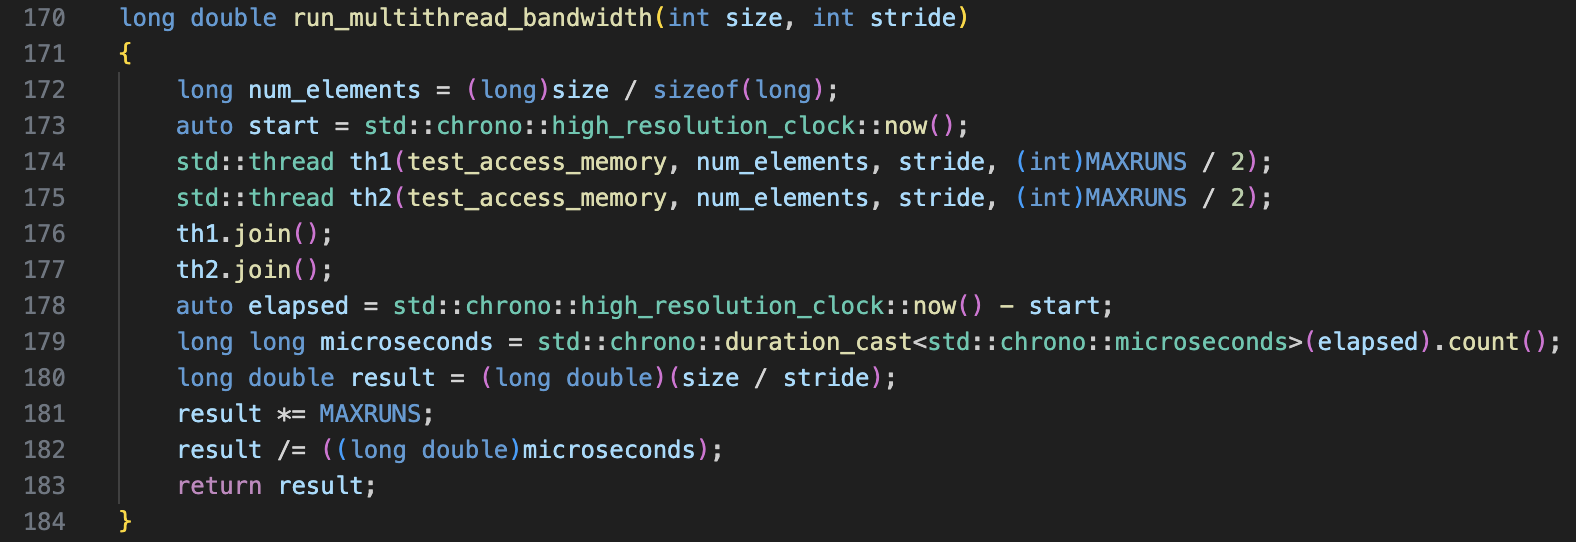 170 long double run_multithread_bandwidth(int size, int stride)
171 {
172 long num_elements = (long)size / sizeof(long);
173 auto start = std::chrono::high_resolution_clock::now();
174 std::thread th1(test_access_memory, num_elements, stride, (int)MAXRUNS / 2);
175 std::thread th2(test_access_memory, num_elements, stride, (int)MAXRUNS / 2);
176 th1.join();
177 th2.join();
178 auto elapsed = std::chrono::high_resolution_clock::now() - start;
179 long long microseconds = std::chrono::duration_cast<std::chrono::microseconds>(elapsed).count();
180 long double result = (long double)(size / stride);
181 result *= MAXRUNS;
182 result /= ((long double)microseconds);
183 return result;
184 }